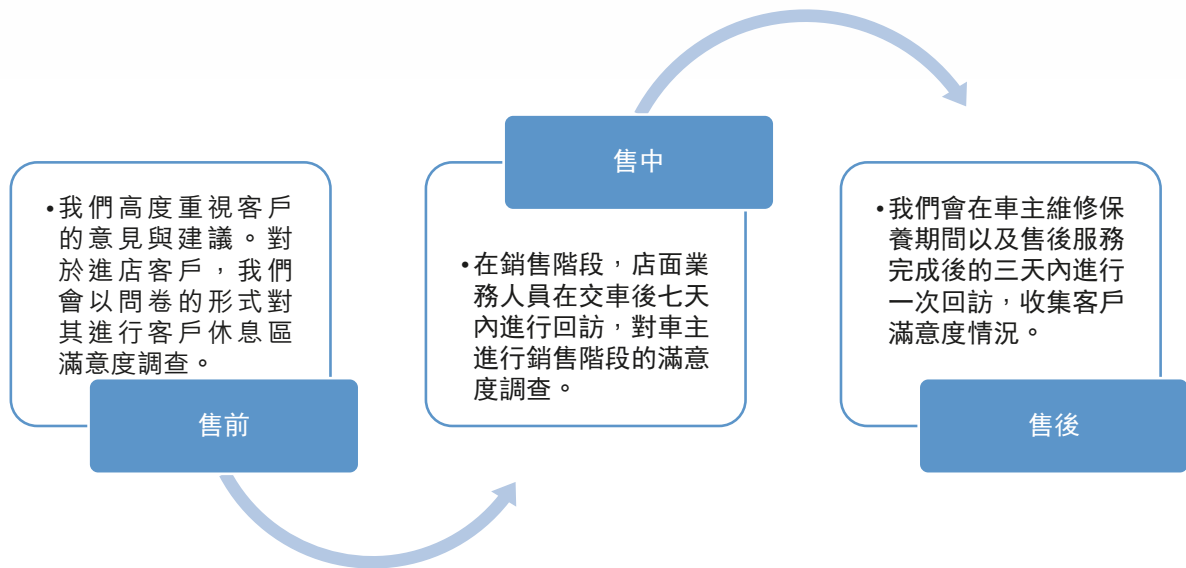 •我們高度重視客戶
的意見與建議。對
於進店客戶，我們
會以問卷的形式對
其進行客戶休息區
滿意度調查。
售前
售中
•在銷售階段，店面業
務人員在交車後七天
內進行回訪，對車主
進行銷售階段的滿意
度調查。
•我們會在車主維修保
養期間以及售後服務
完成後的三天內進行
一次回訪，收集客戶
滿意度情況。
售後